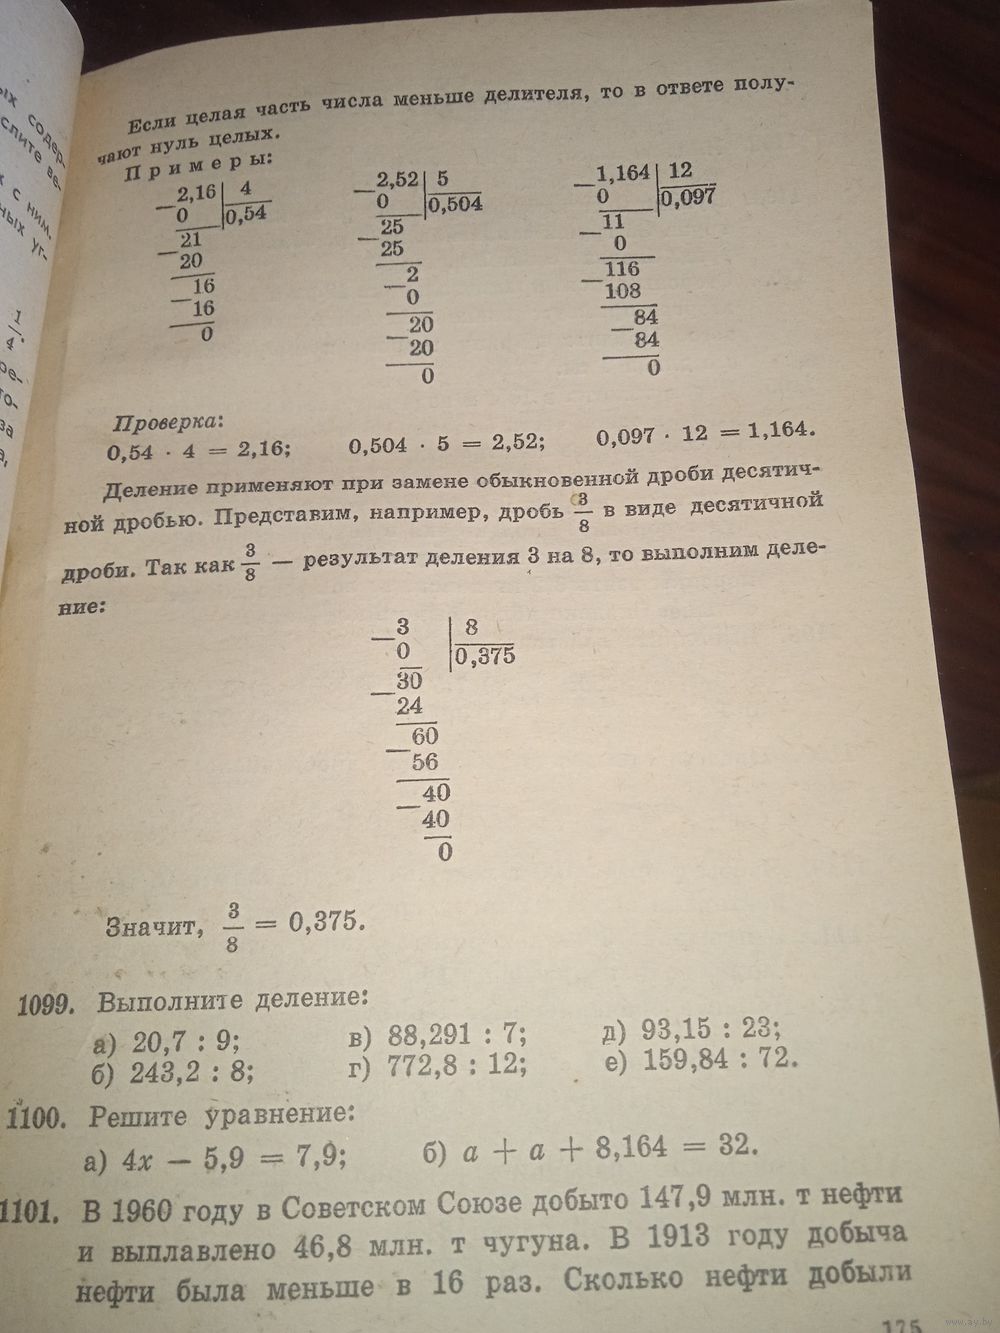 Если целая часть числа меньше делителя, то в ответе полу-
чают нуль целых.
Примеры:
2,16 | 4
0 | 0,54
21
20
16
16
0
2,52 | 5
0 | 0,504
25
25
2
0
20
20
0
1,164 | 12
0 | 0,097
11
0
116
108
84
84
0
Проверка:
0,54 · 4 = 2,16; 0,504 · 5 = 2,52; 0,097 · 12 = 1,164.
Деление применяют при замене обыкновенной дроби десятич-
ной дробью. Представим, например, дробь 3/8 в виде десятичной
дроби. Так как 3/8 — результат деления 3 на 8, то выполним деле-
ние:
3 | 8
0 | 0,375
30
24
60
56
40
40
0
Значит, 3/8 = 0,375.
1099. Выполните деление:
а) 20,7 : 9; в) 88,291 : 7; д) 93,15 : 23;
б) 243,2 : 8; г) 772,8 : 12; е) 159,84 : 72.
1100. Решите уравнение:
а) 4x — 5,9 = 7,9; б) a + a + 8,164 = 32.
1101. В 1960 году в Советском Союзе добыто 147,9 млн. т нефти
и выплавлено 46,8 млн. т чугуна. В 1913 году добыча
нефти была меньше в 16 раз. Сколько нефти добыли
175
www.ay.by